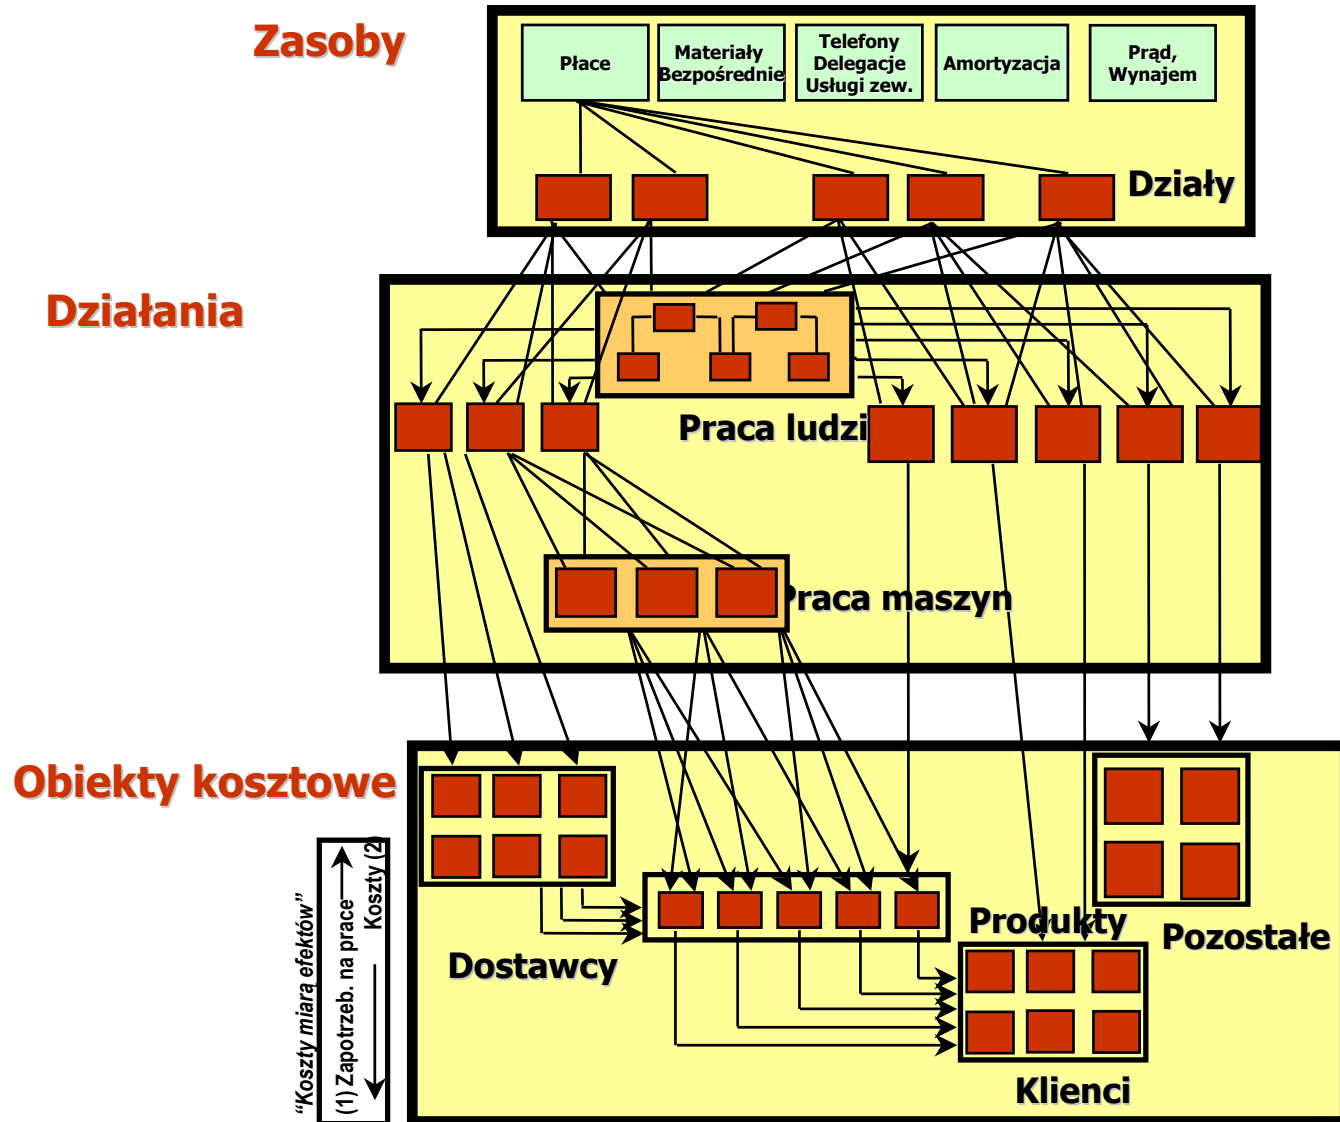 Zasoby
Płace
Materiały
Bezpośrednie
Telefony
Delegacje
Usługi zew.
Amortyzacja
Prąd,
Wynajem
Działy
Działania
Praca ludzi
Praca maszyn
Obiekty kosztowe
"Koszty miarą efektów"
(1) Zapotrzeb. na prace
Koszty (2)
Dostawcy
Produkty
Pozostałe
Klienci